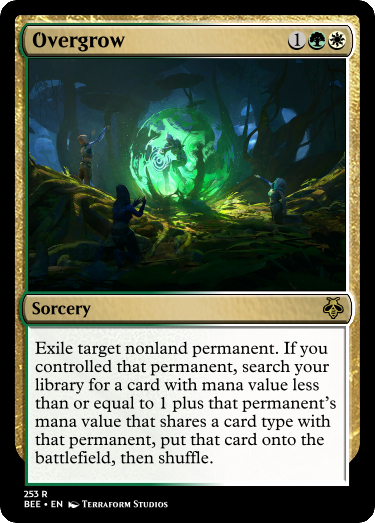 Overgrow 1
Sorcery
Exile target nonland permanent. If you
controlled that permanent, search your
library for a card with mana value less
than or equal to 1 plus that permanent's
mana value that shares a card type with
that permanent, put that card onto the
battlefield, then shuffle.
253 R
BEE • EN Terraform Studios